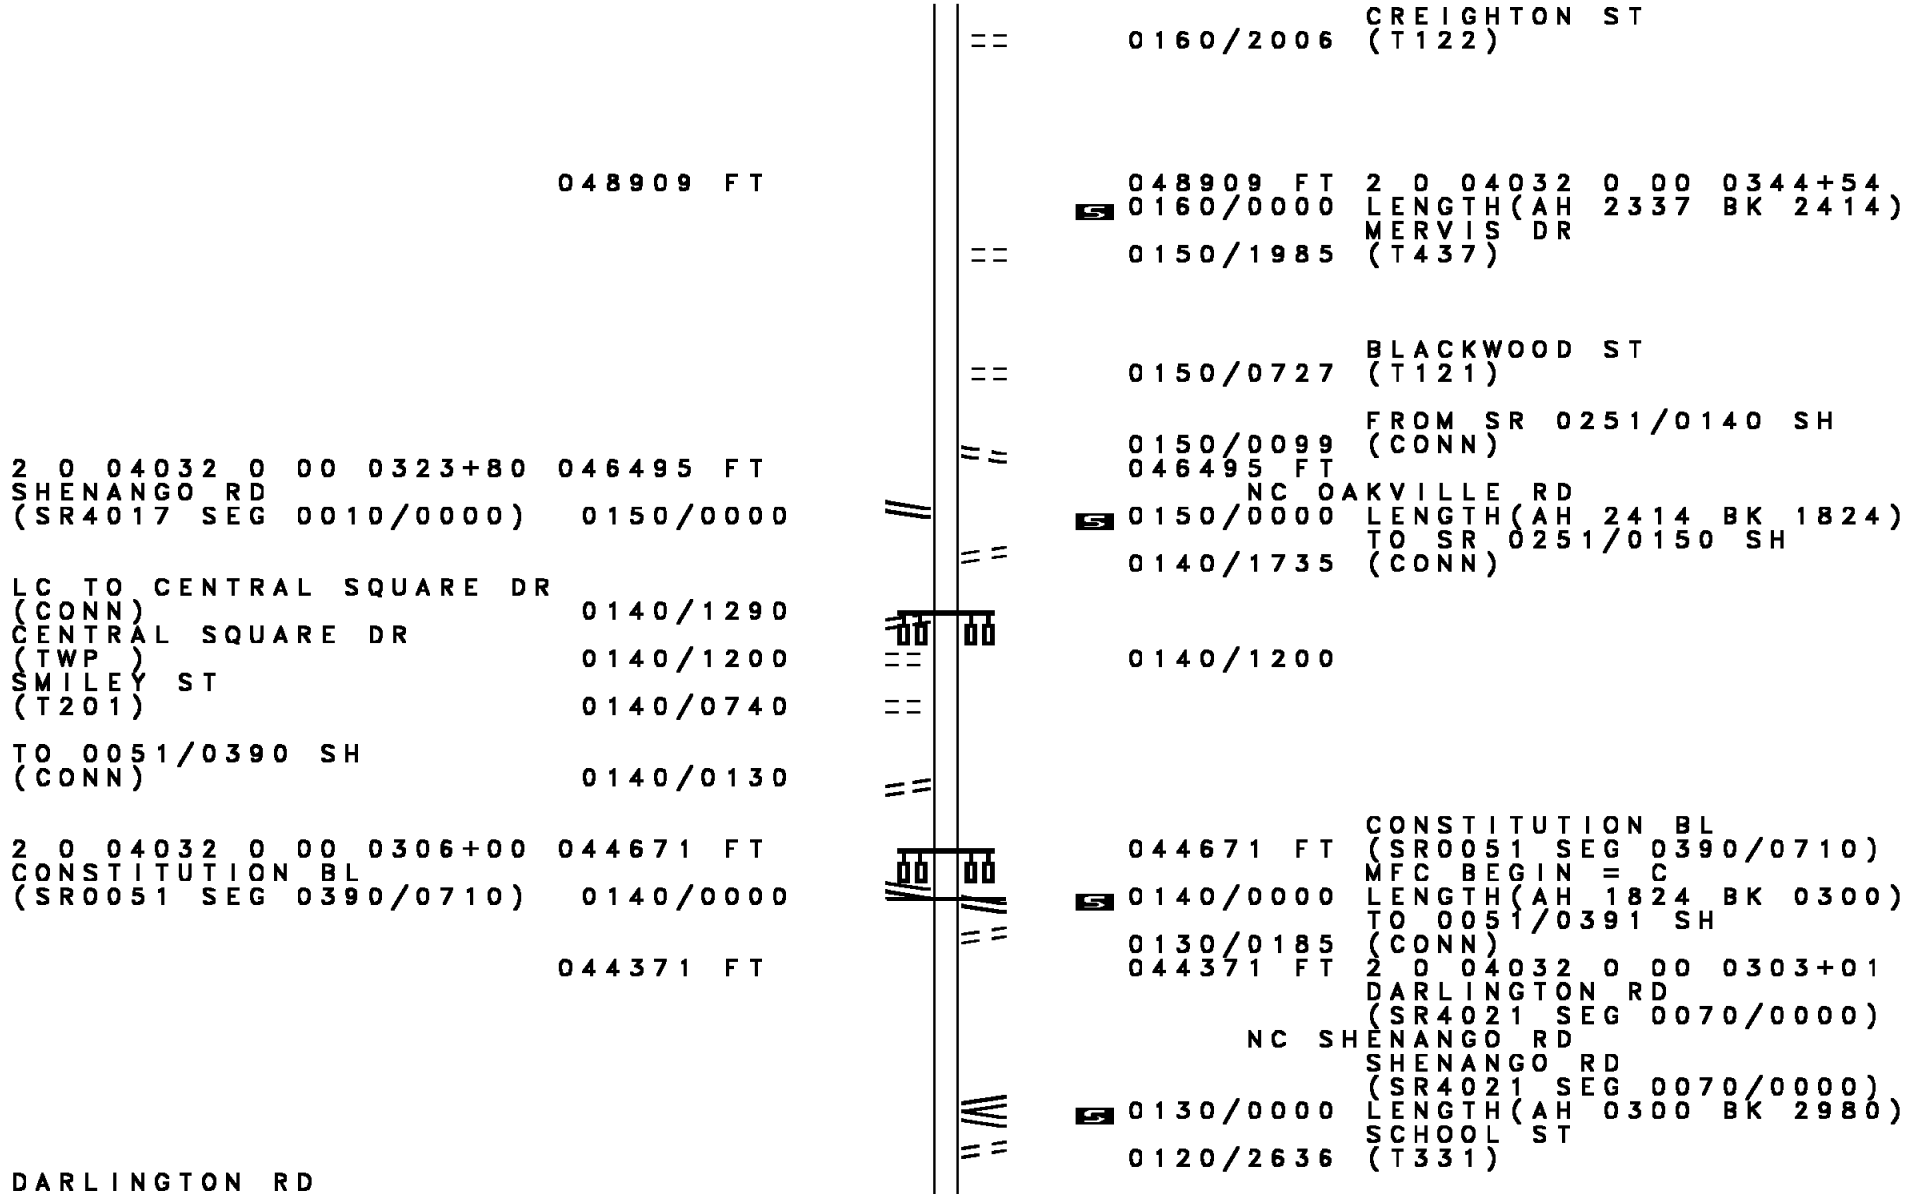 CREIGHTON ST
0160/2006 (T122)
048909 FT 048909 FT 2 0 04032 0 00 0344+54
S 0160/0000 LENGTH(AH 2337 BK 2414)
MERVIS DR
0150/1985 (T437)
BLACKWOOD ST
0150/0727 (T121)
FROM SR 0251/0140 SH
0150/0099 (CONN)
2 0 04032 0 00 0323+80 046495 FT 046495 FT
SHENANGO RD NC OAKVILLE RD
(SR4017 SEG 0010/0000) 0150/0000 S 0150/0000 LENGTH(AH 2414 BK 1824)
TO SR 0251/0150 SH
0140/1735 (CONN)
LC TO CENTRAL SQUARE DR
(CONN) 0140/1290
CENTRAL SQUARE DR
(TWP ) 0140/1200 0140/1200
SMILEY ST
(T201) 0140/0740
TO 0051/0390 SH
(CONN) 0140/0130
CONSTITUTION BL
2 0 04032 0 00 0306+00 044671 FT 044671 FT (SR0051 SEG 0390/0710)
CONSTITUTION BL MFC BEGIN = C
(SR0051 SEG 0390/0710) 0140/0000 S 0140/0000 LENGTH(AH 1824 BK 0300)
TO 0051/0391 SH
0130/0185 (CONN)
044371 FT 044371 FT 2 0 04032 0 00 0303+01
DARLINGTON RD
(SR4021 SEG 0070/0000)
NC SHENANGO RD
SHENANGO RD
(SR4021 SEG 0070/0000)
S 0130/0000 LENGTH(AH 0300 BK 2980)
SCHOOL ST
0120/2636 (T331)
DARLINGTON RD